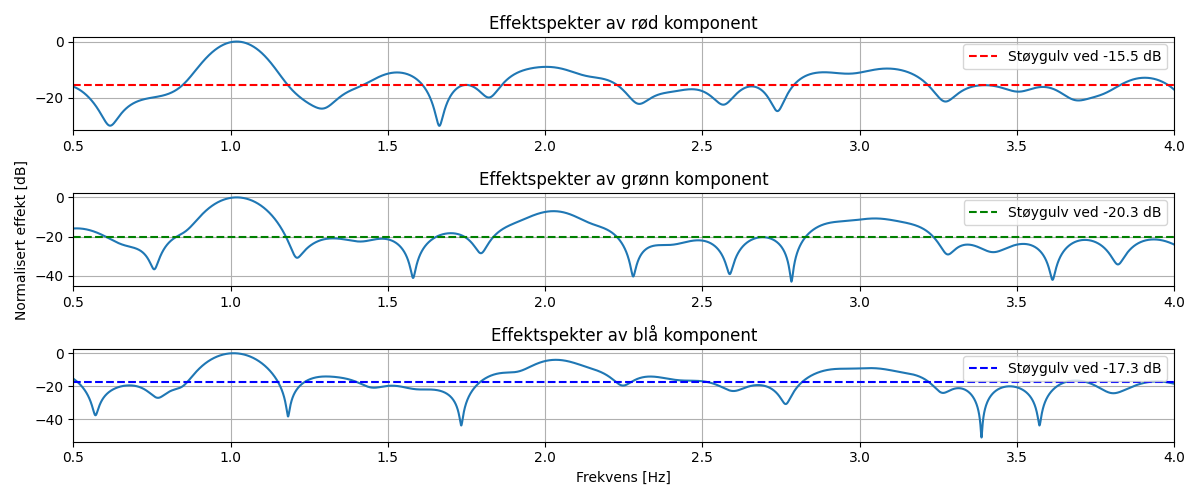 Effektspekter av rød komponent
0
−20
Støygulv ved -15.5 dB
0.5 1.0 1.5 2.0 2.5 3.0 3.5 4.0
Normalisert effekt [dB]
Effektspekter av grønn komponent
0
−20
−40
Støygulv ved -20.3 dB
0.5 1.0 1.5 2.0 2.5 3.0 3.5 4.0
Effektspekter av blå komponent
0
−20
−40
Støygulv ved -17.3 dB
0.5 1.0 1.5 2.0 2.5 3.0 3.5 4.0
Frekvens [Hz]